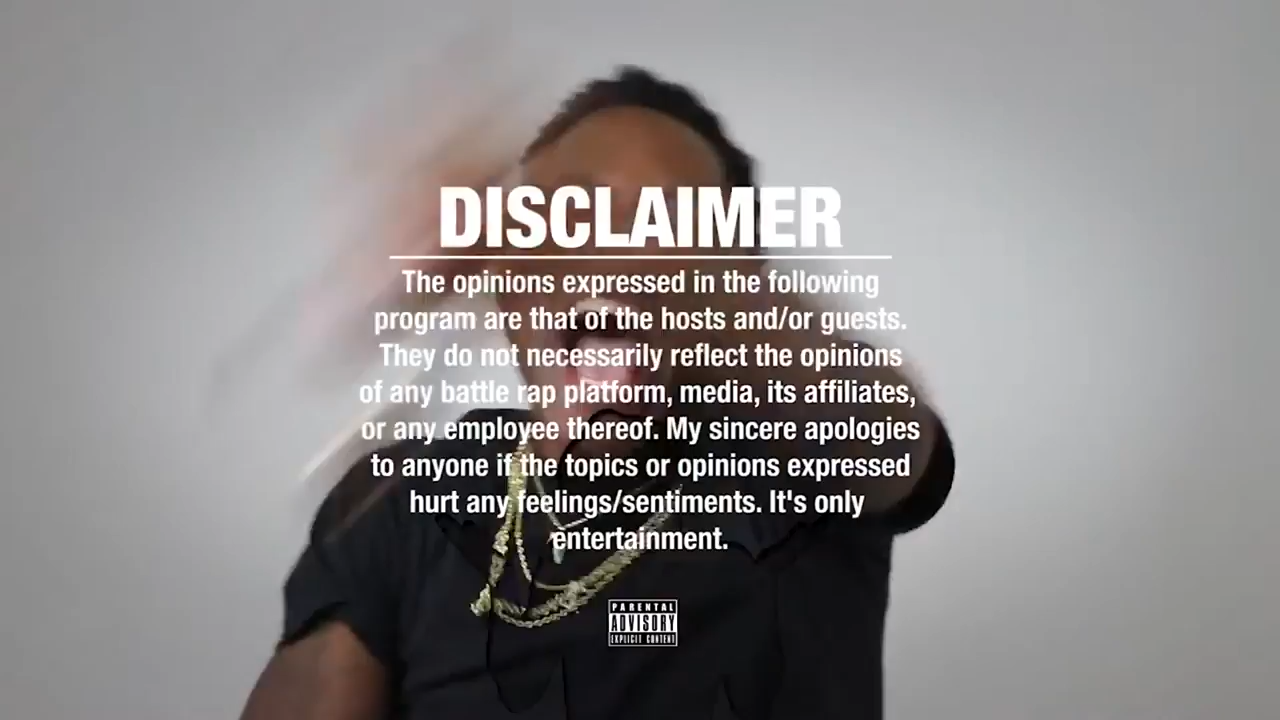 DISCLAIMER
The opinions expressed in the following
program are that of the hosts and/or guests.
They do not necessarily reflect the opinions
of any battle rap platform, media, its affiliates,
or any employee thereof. My sincere apologies
to anyone if the topics or opinions expressed
hurt any feelings/sentiments. It's only
entertainment.
PARENTAL
ADVISORY
EXPLICIT CONTENT